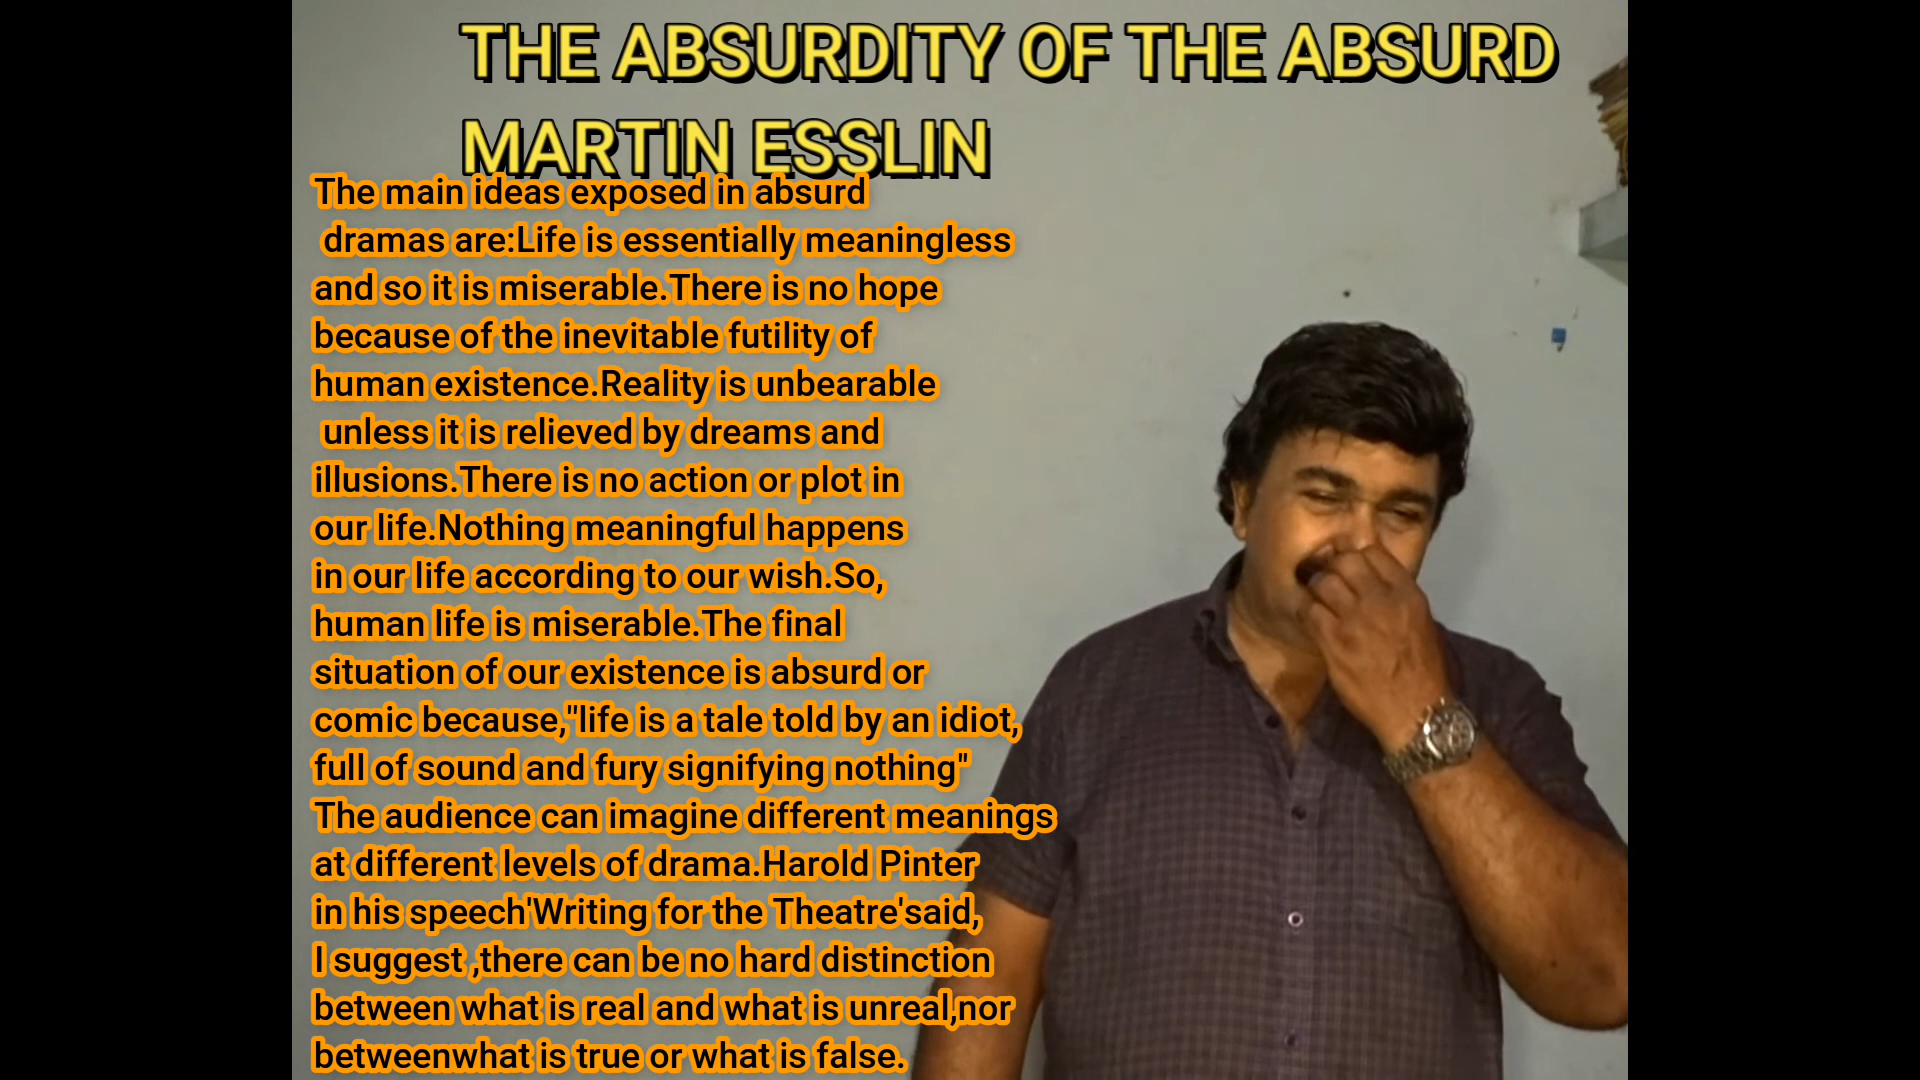 THE ABSURDITY OF THE ABSURD
MARTIN ESSLIN
The main ideas exposed in absurd
dramas are:Life is essentially meaningless
and so it is miserable.There is no hope
because of the inevitable futility of
human existence.Reality is unbearable
unless it is relieved by dreams and
illusions.There is no action or plot in
our life.Nothing meaningful happens
in our life according to our wish.So,
human life is miserable.The final
situation of our existence is absurd or
comic because,"life is a tale told by an idiot,
full of sound and fury signifying nothing"
The audience can imagine different meanings
at different levels of drama.Harold Pinter
in his speech'Writing for the Theatre'said,
I suggest ,there can be no hard distinction
between what is real and what is unreal,nor
betweenwhat is true or what is false.